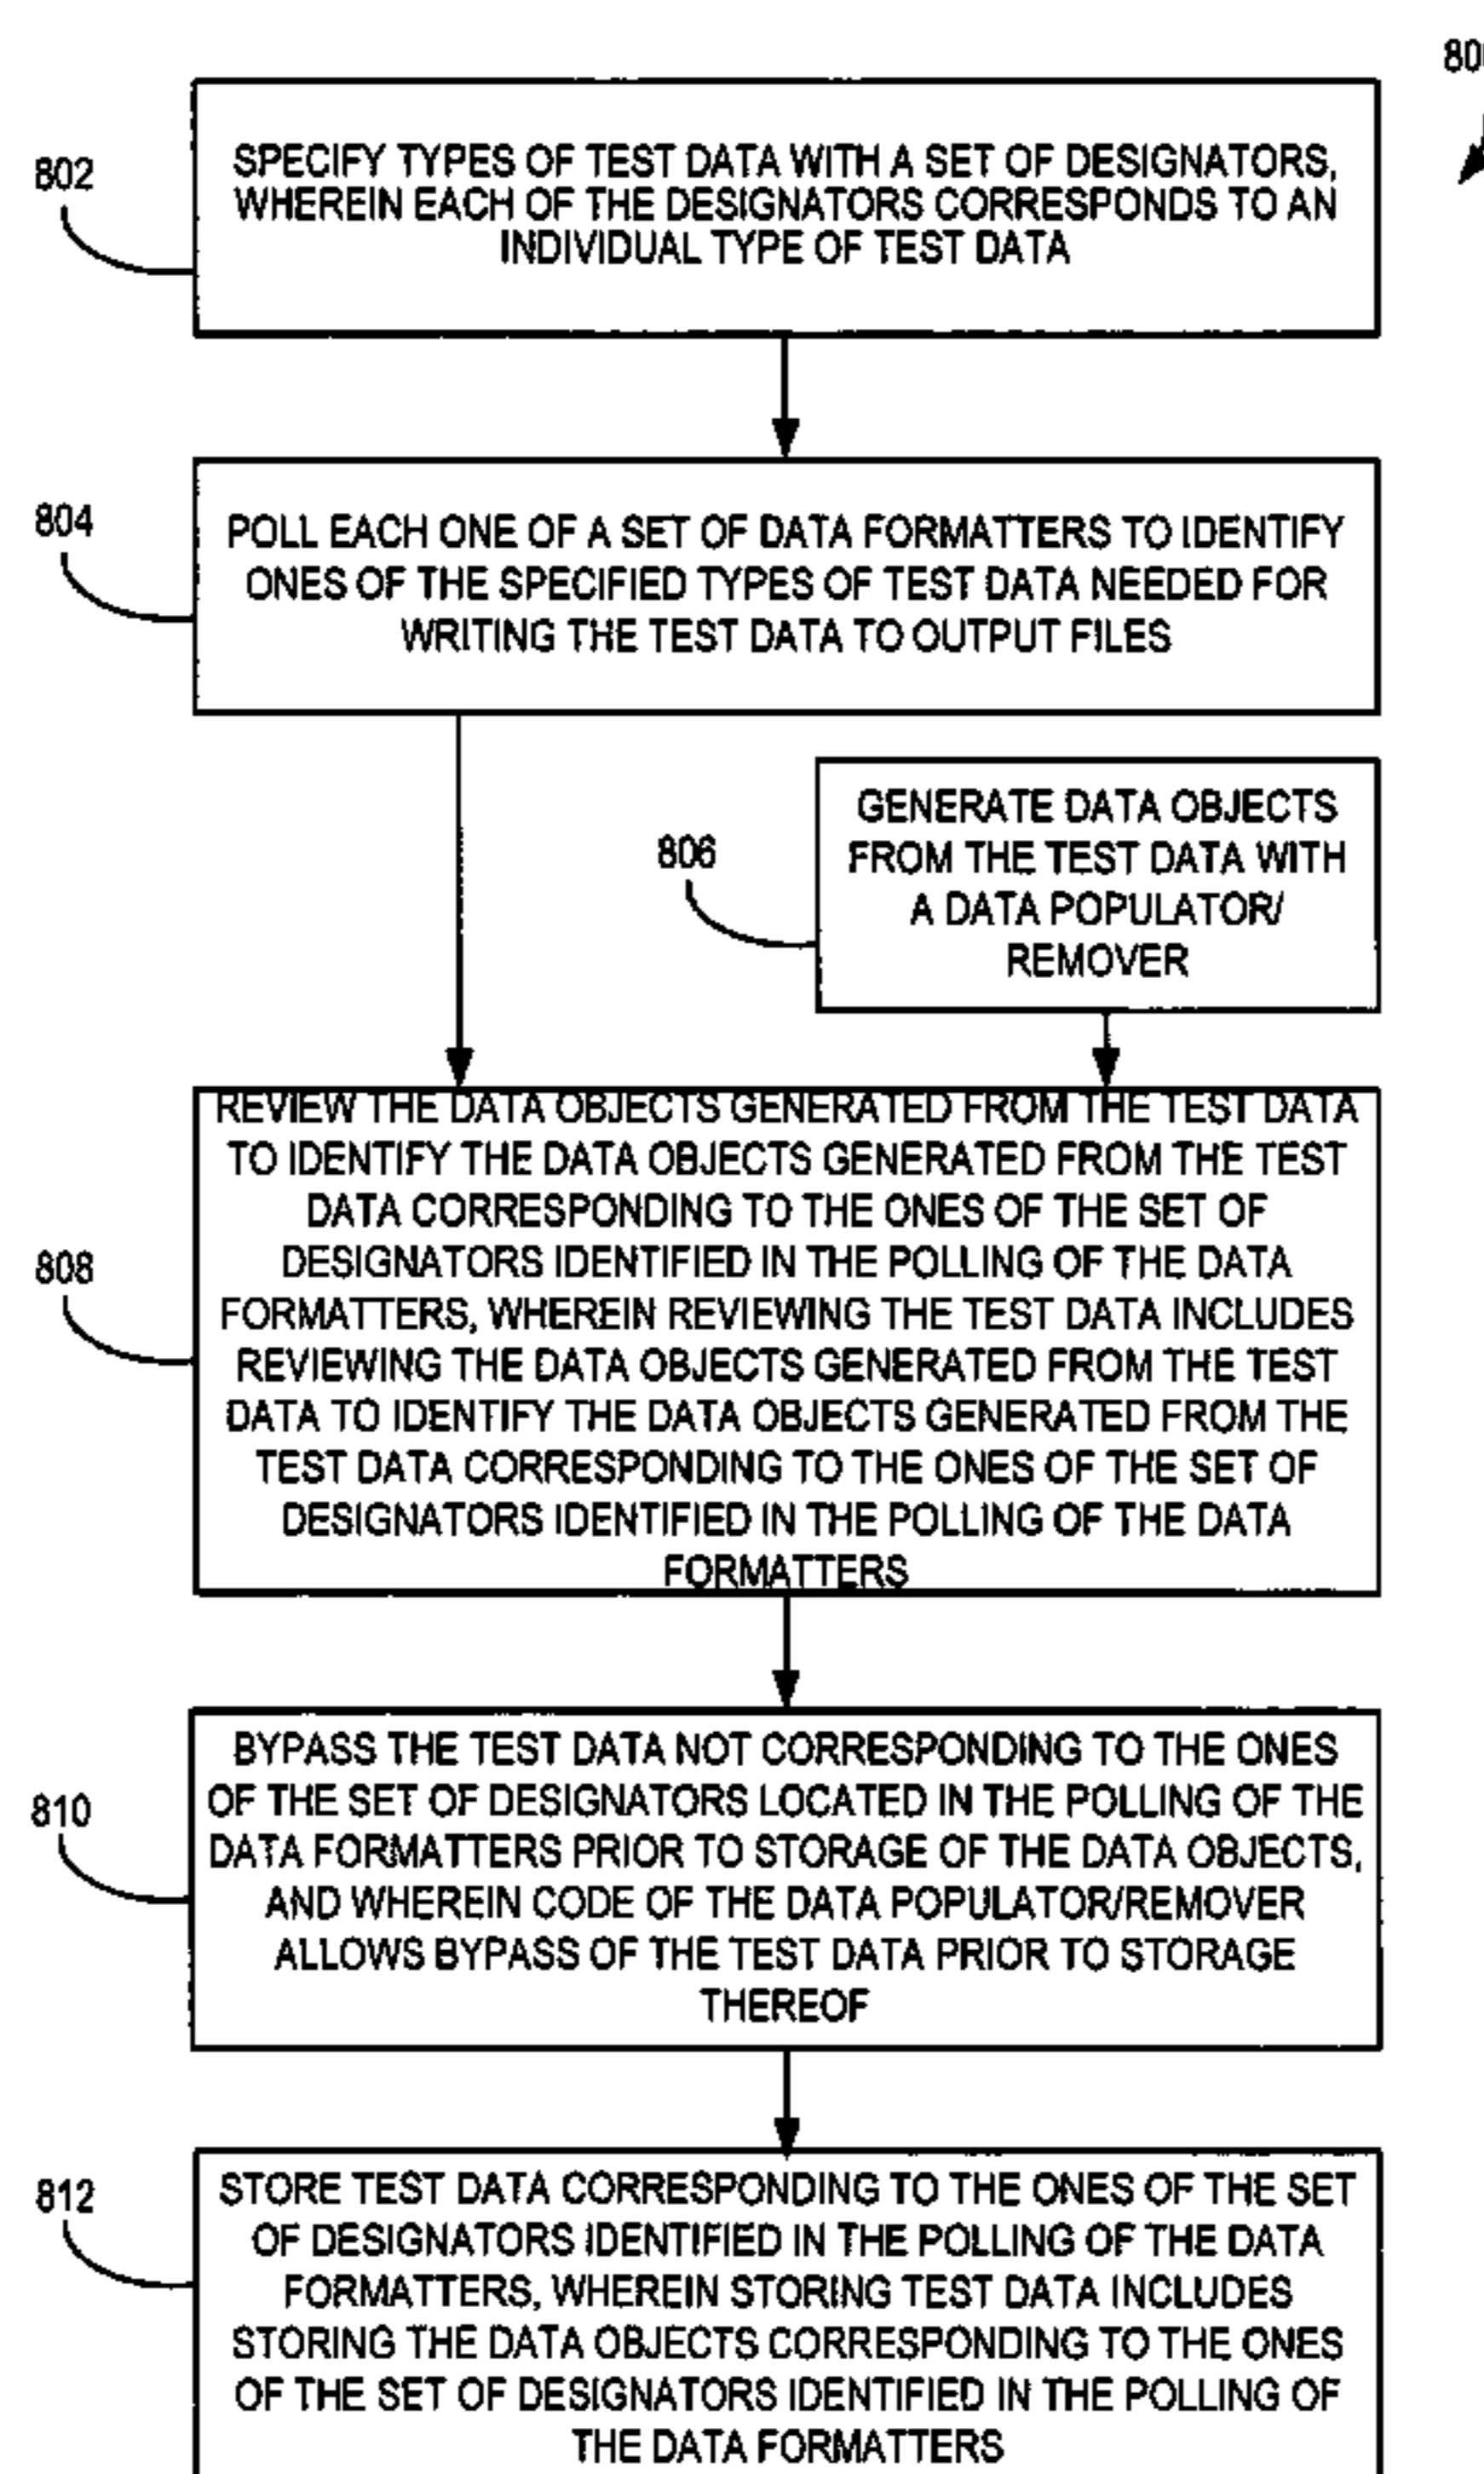 80
802
SPECIFY TYPES OF TEST DATA WITH A SET OF DESIGNATORS,
WHEREIN EACH OF THE DESIGNATORS CORRESPONDS TO AN
INDIVIDUAL TYPE OF TEST DATA
804
POLL EACH ONE OF A SET OF DATA FORMATTERS TO IDENTIFY
ONES OF THE SPECIFIED TYPES OF TEST DATA NEEDED FOR
WRITING THE TEST DATA TO OUTPUT FILES
806
GENERATE DATA OBJECTS
FROM THE TEST DATA WITH
A DATA POPULATOR/
REMOVER
808
REVIEW THE DATA OBJECTS GENERATED FROM THE TEST DATA
TO IDENTIFY THE DATA OBJECTS GENERATED FROM THE TEST
DATA CORRESPONDING TO THE ONES OF THE SET OF
DESIGNATORS IDENTIFIED IN THE POLLING OF THE DATA
FORMATTERS, WHEREIN REVIEWING THE TEST DATA INCLUDES
REVIEWING THE DATA OBJECTS GENERATED FROM THE TEST
DATA TO IDENTIFY THE DATA OBJECTS GENERATED FROM THE
TEST DATA CORRESPONDING TO THE ONES OF THE SET OF
DESIGNATORS IDENTIFIED IN THE POLLING OF THE DATA
FORMATTERS
810
BYPASS THE TEST DATA NOT CORRESPONDING TO THE ONES
OF THE SET OF DESIGNATORS LOCATED IN THE POLLING OF THE
DATA FORMATTERS PRIOR TO STORAGE OF THE DATA OBJECTS,
AND WHEREIN CODE OF THE DATA POPULATOR/REMOVER
ALLOWS BYPASS OF THE TEST DATA PRIOR TO STORAGE
THEREOF
812
STORE TEST DATA CORRESPONDING TO THE ONES OF THE SET
OF DESIGNATORS IDENTIFIED IN THE POLLING OF THE DATA
FORMATTERS, WHEREIN STORING TEST DATA INCLUDES
STORING THE DATA OBJECTS CORRESPONDING TO THE ONES
OF THE SET OF DESIGNATORS IDENTIFIED IN THE POLLING OF
THE DATA FORMATTERS